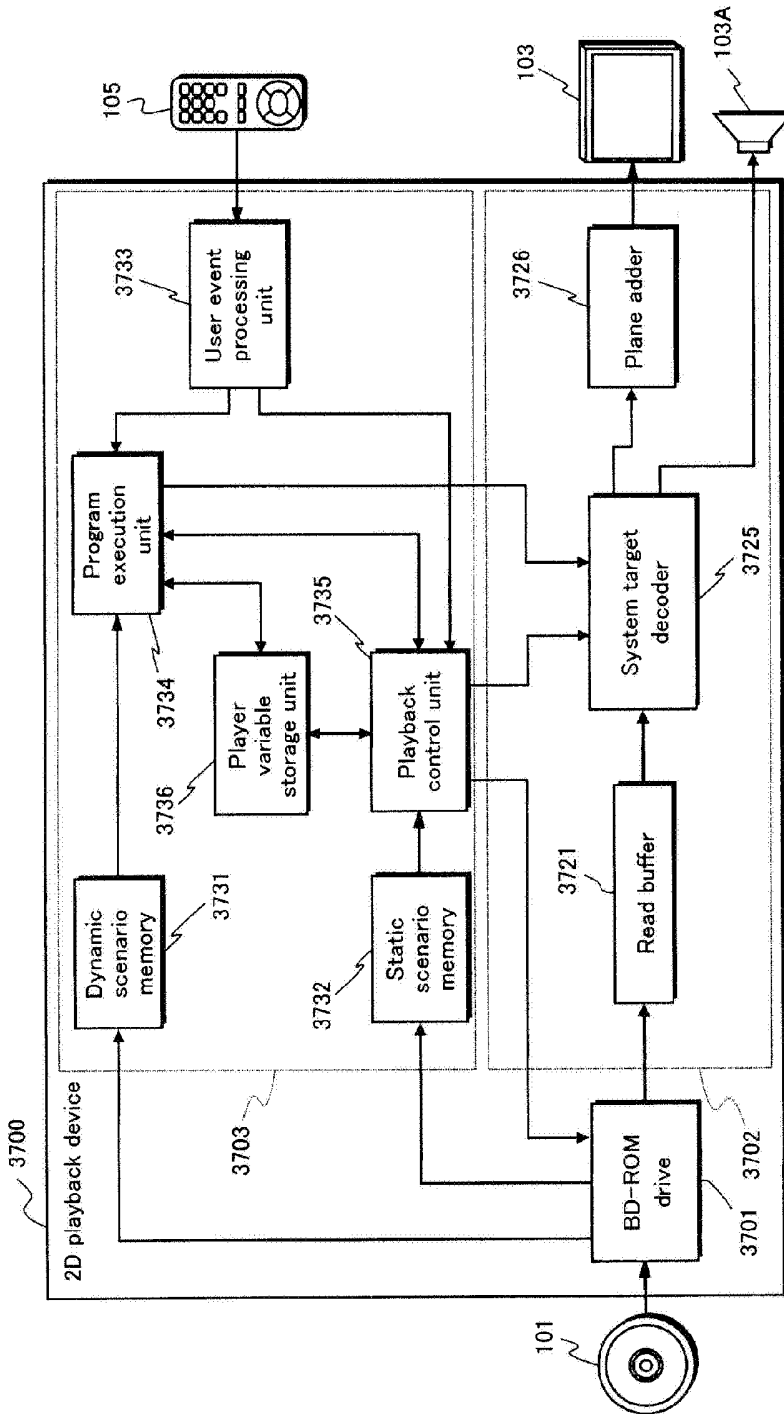 3700
2D playback device
105
103
103A
3733
User event
processing
unit
Program
execution
unit
3734
3735
Player
variable
storage unit
3736
Playback
control unit
Dynamic
scenario
memory
3731
Static
scenario
memory
3732
3703
3726
Plane adder
System target
decoder
3725
3721
Read buffer
3702
BD-ROM
drive
3701
101